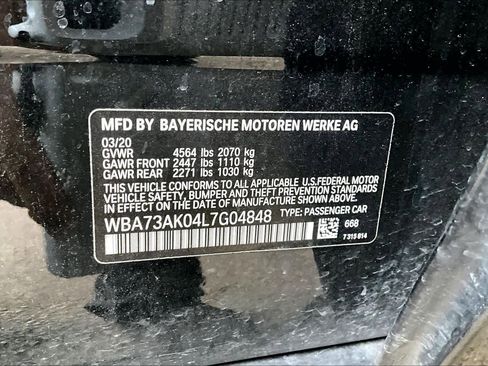 MFD BY BAYERISCHE MOTOREN WERKE AG
03/20
GVWR 4564 lbs 2070 kg
GAWR FRONT 2447 lbs 1110 kg
GAWR REAR 2271 lbs 1030 kg
THIS VEHICLE CONFORMS TO ALL APPLICABLE U.S.FEDERAL MOTOR
VEHICLE SAFETY, BUMPER, AND THEFT PREVENTION STANDARDS
IN EFFECT ON THE DATE OF MANUFACTURE SHOWN ABOVE.
WBA73AK04L7G04848 TYPE: PASSENGER CAR
668
7 315 814